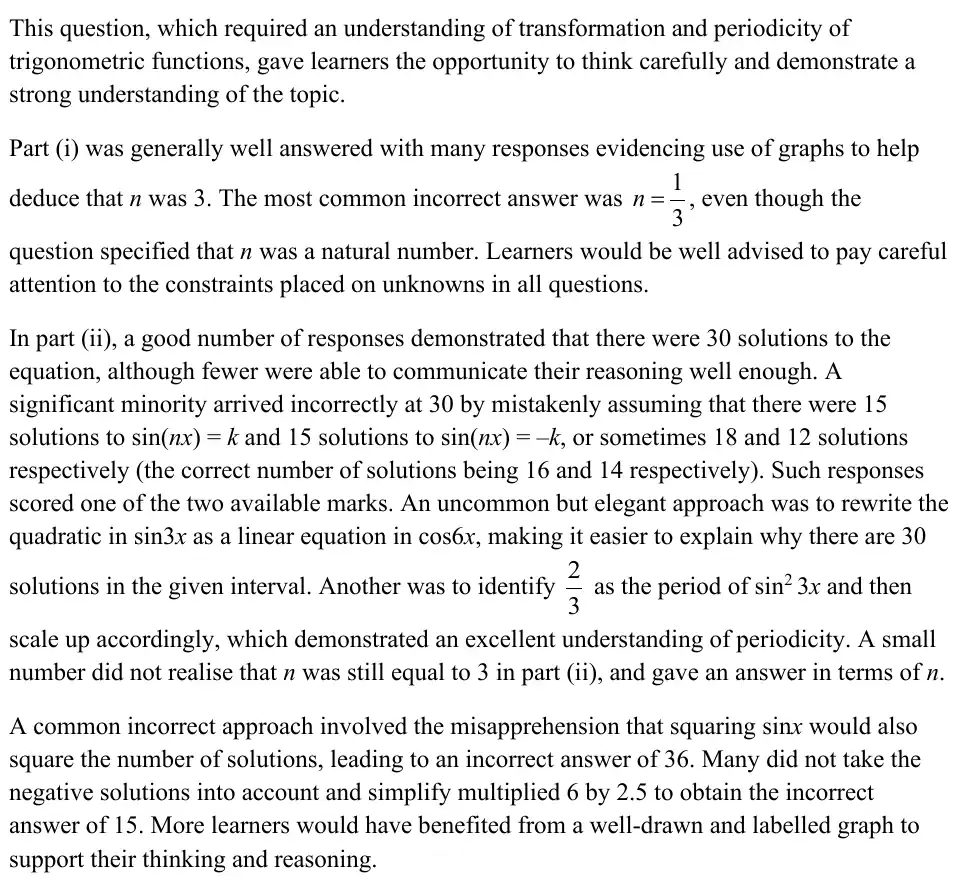 This question, which required an understanding of transformation and periodicity of
trigonometric functions, gave learners the opportunity to think carefully and demonstrate a
strong understanding of the topic.
Part (i) was generally well answered with many responses evidencing use of graphs to help
deduce that n was 3. The most common incorrect answer was n = 1/3, even though the
question specified that n was a natural number. Learners would be well advised to pay careful
attention to the constraints placed on unknowns in all questions.
In part (ii), a good number of responses demonstrated that there were 30 solutions to the
equation, although fewer were able to communicate their reasoning well enough. A
significant minority arrived incorrectly at 30 by mistakenly assuming that there were 15
solutions to sin(nx) = k and 15 solutions to sin(nx) = –k, or sometimes 18 and 12 solutions
respectively (the correct number of solutions being 16 and 14 respectively). Such responses
scored one of the two available marks. An uncommon but elegant approach was to rewrite the
quadratic in sin3x as a linear equation in cos6x, making it easier to explain why there are 30
solutions in the given interval. Another was to identify 2/3 as the period of sin² 3x and then
scale up accordingly, which demonstrated an excellent understanding of periodicity. A small
number did not realise that n was still equal to 3 in part (ii), and gave an answer in terms of n.
A common incorrect approach involved the misapprehension that squaring sinx would also
square the number of solutions, leading to an incorrect answer of 36. Many did not take the
negative solutions into account and simplify multiplied 6 by 2.5 to obtain the incorrect
answer of 15. More learners would have benefited from a well-drawn and labelled graph to
support their thinking and reasoning.